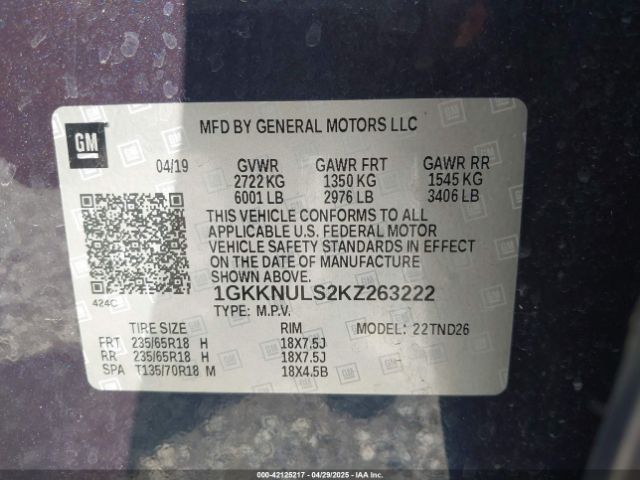 GM
MFD BY GENERAL MOTORS LLC
04/19 GVWR GAWR FRT GAWR RR
2722 KG 1350 KG 1545 KG
6001 LB 2976 LB 3406 LB
THIS VEHICLE CONFORMS TO ALL
APPLICABLE U.S. FEDERAL MOTOR
VEHICLE SAFETY STANDARDS IN EFFECT
ON THE DATE OF MANUFACTURE
SHOWN ABOVE.
424C
1GKKNULS2KZ263222
TYPE: M.P.V.
TIRE SIZE RIM MODEL: 22TND26
FRT 235/65R18 H 18X7.5J
RR 235/65R18 H 18X7.5J
SPA T135/70R18 M 18X4.5B
000-42125217 - 04/29/2025 - IAAI.COM